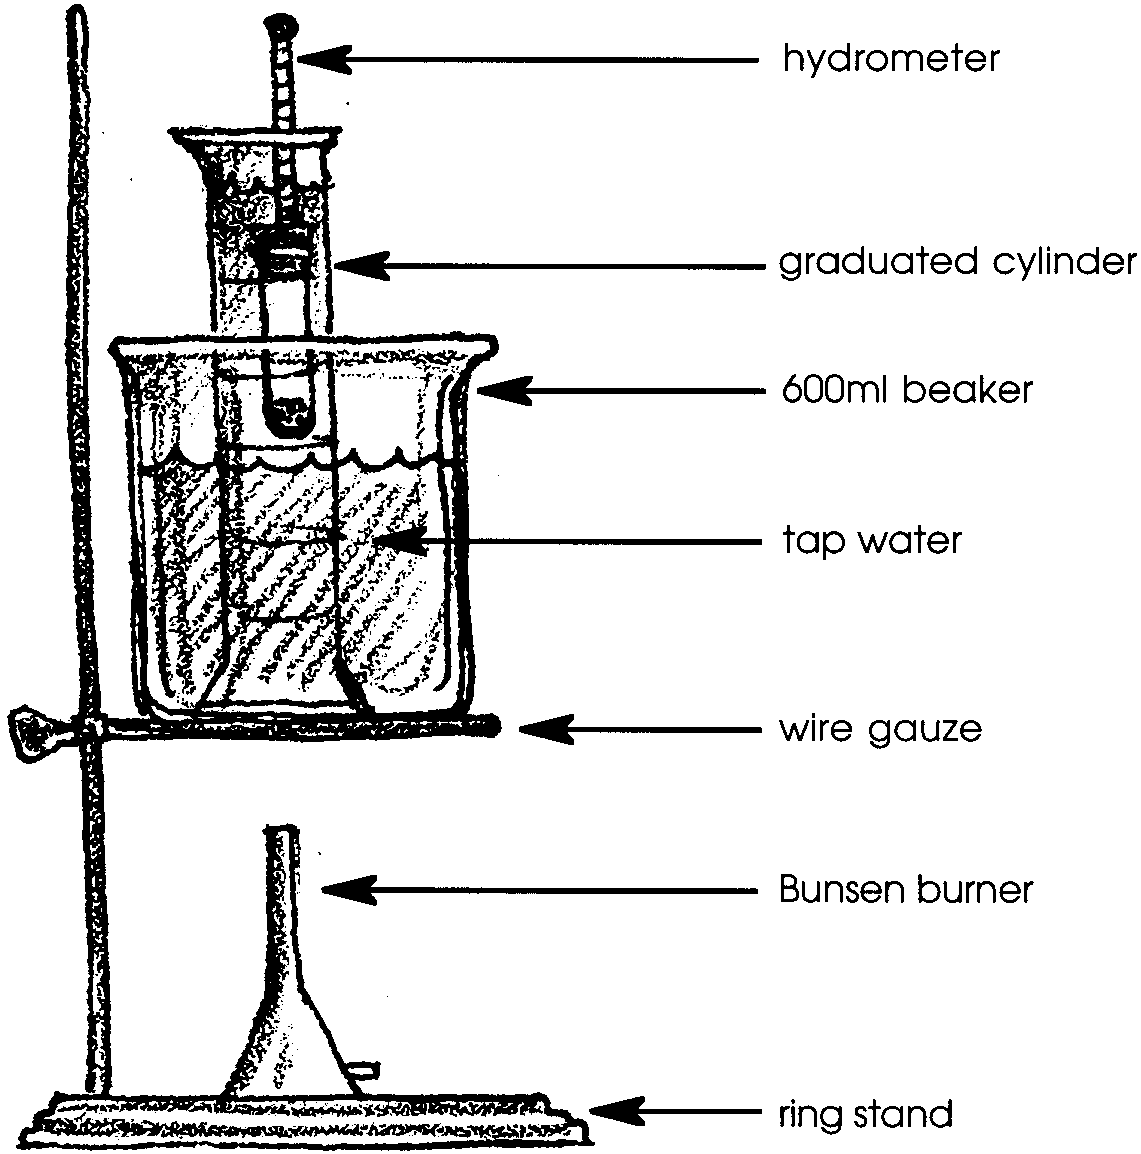 hydrometer
graduated cylinder
600ml beaker
tap water
wire gauze
Bunsen burner
ring stand